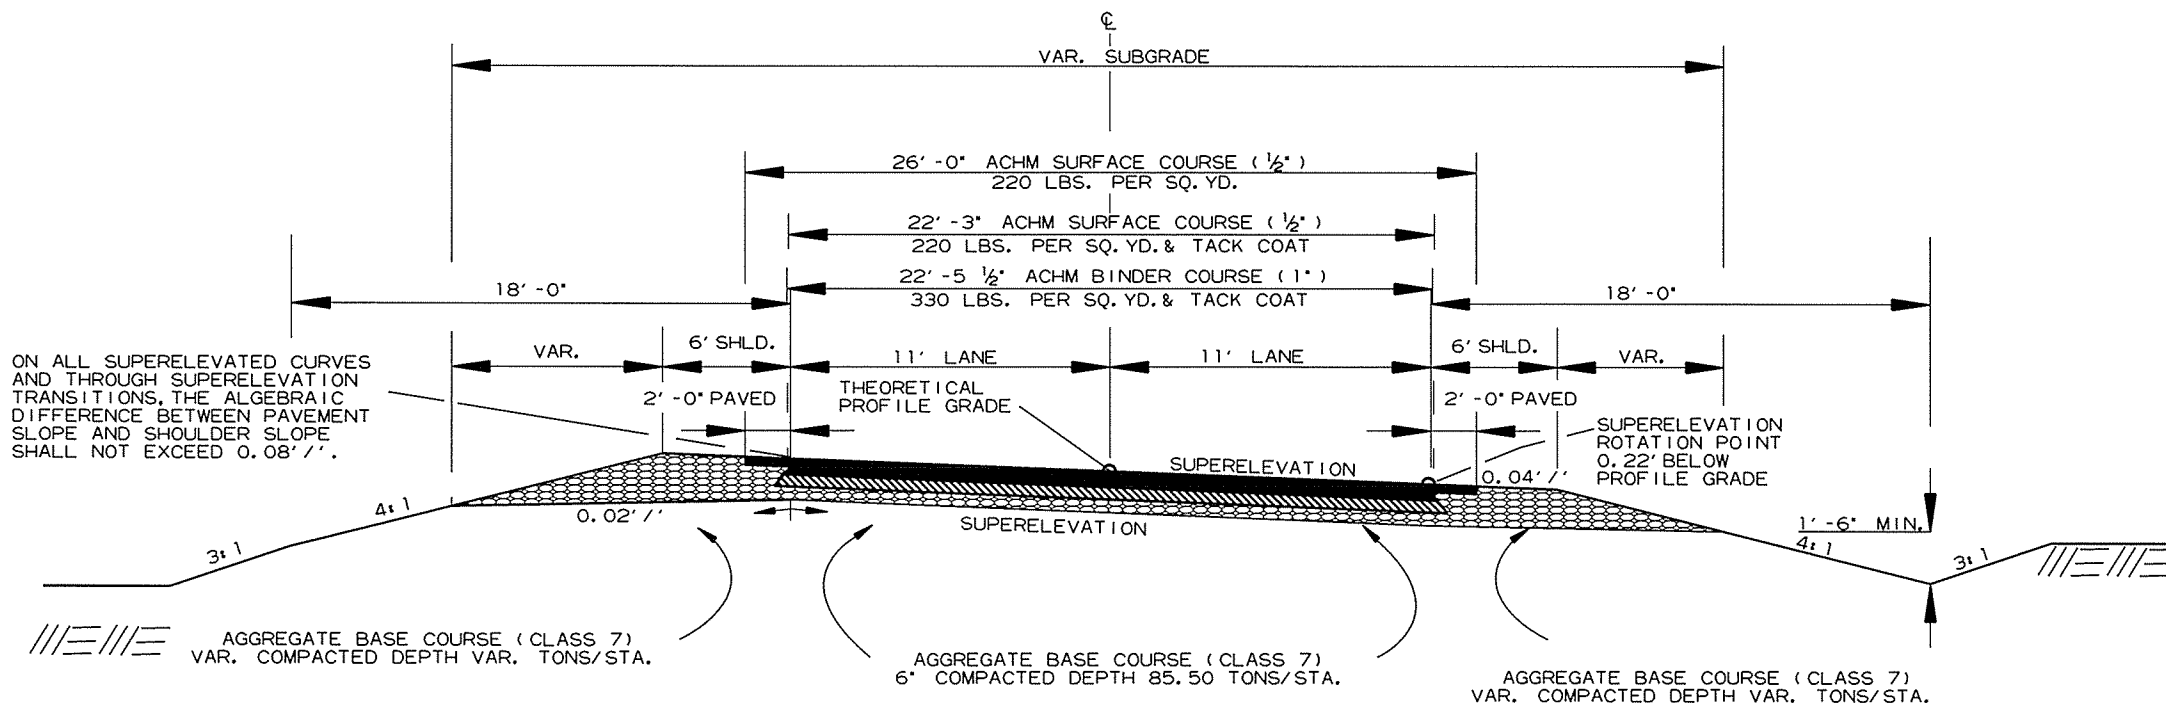 ℄
VAR. SUBGRADE
26'-0" ACHM SURFACE COURSE (½")
220 LBS. PER SQ.YD.
22'-3" ACHM SURFACE COURSE (½")
220 LBS. PER SQ.YD.& TACK COAT
22'-5 ½" ACHM BINDER COURSE (1")
330 LBS. PER SQ.YD.& TACK COAT
18'-0"
18'-0"
VAR.
6' SHLD.
11' LANE
11' LANE
6' SHLD.
VAR.
ON ALL SUPERELEVATED CURVES
AND THROUGH SUPERELEVATION
TRANSITIONS, THE ALGEBRAIC
DIFFERENCE BETWEEN PAVEMENT
SLOPE AND SHOULDER SLOPE
SHALL NOT EXCEED 0.08'/'.
2'-0" PAVED
THEORETICAL
PROFILE GRADE
2'-0" PAVED
SUPERELEVATION
ROTATION POINT
0.22' BELOW
PROFILE GRADE
SUPERELEVATION
0.04'/'
4:1
3:1
0.02'/'
SUPERELEVATION
1'-6" MIN.
4:1
3:1
AGGREGATE BASE COURSE (CLASS 7)
VAR. COMPACTED DEPTH VAR. TONS/STA.
AGGREGATE BASE COURSE (CLASS 7)
6" COMPACTED DEPTH 85.50 TONS/STA.
AGGREGATE BASE COURSE (CLASS 7)
VAR. COMPACTED DEPTH VAR. TONS/STA.